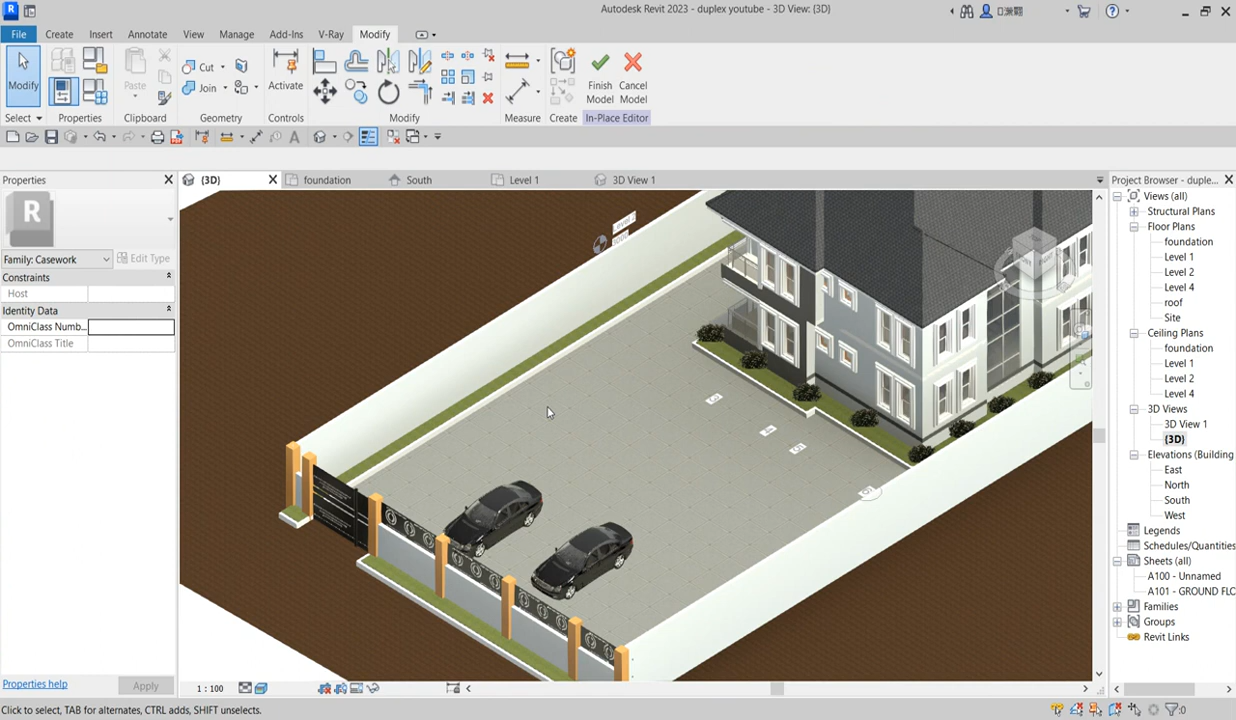 Autodesk Revit 2023 - duplex youtube - 3D View: {3D}
File Create Insert Annotate View Manage Add-Ins V-Ray Modify
Modify
Paste
Cut
Join
Activate
Finish Model
Cancel Model
Select Properties Clipboard Geometry Controls Modify Measure Create In-Place Editor
Properties
{3D} foundation South Level 1 3D View 1
Family: Casework Edit Type
Constraints
Host
Identity Data
OmniClass Numb...
OmniClass Title
Properties help Apply
Project Browser - duple...
Views (all)
Structural Plans
Floor Plans
foundation
Level 1
Level 2
Level 4
roof
Site
Ceiling Plans
foundation
Level 1
Level 2
Level 4
3D Views
3D View 1
{3D}
Elevations (Building
East
North
South
West
Legends
Schedules/Quantities
Sheets (all)
A100 - Unnamed
A101 - GROUND FLO
Families
Groups
Revit Links
1 : 100
Click to select, TAB for alternates, CTRL adds, SHIFT unselects.
:0